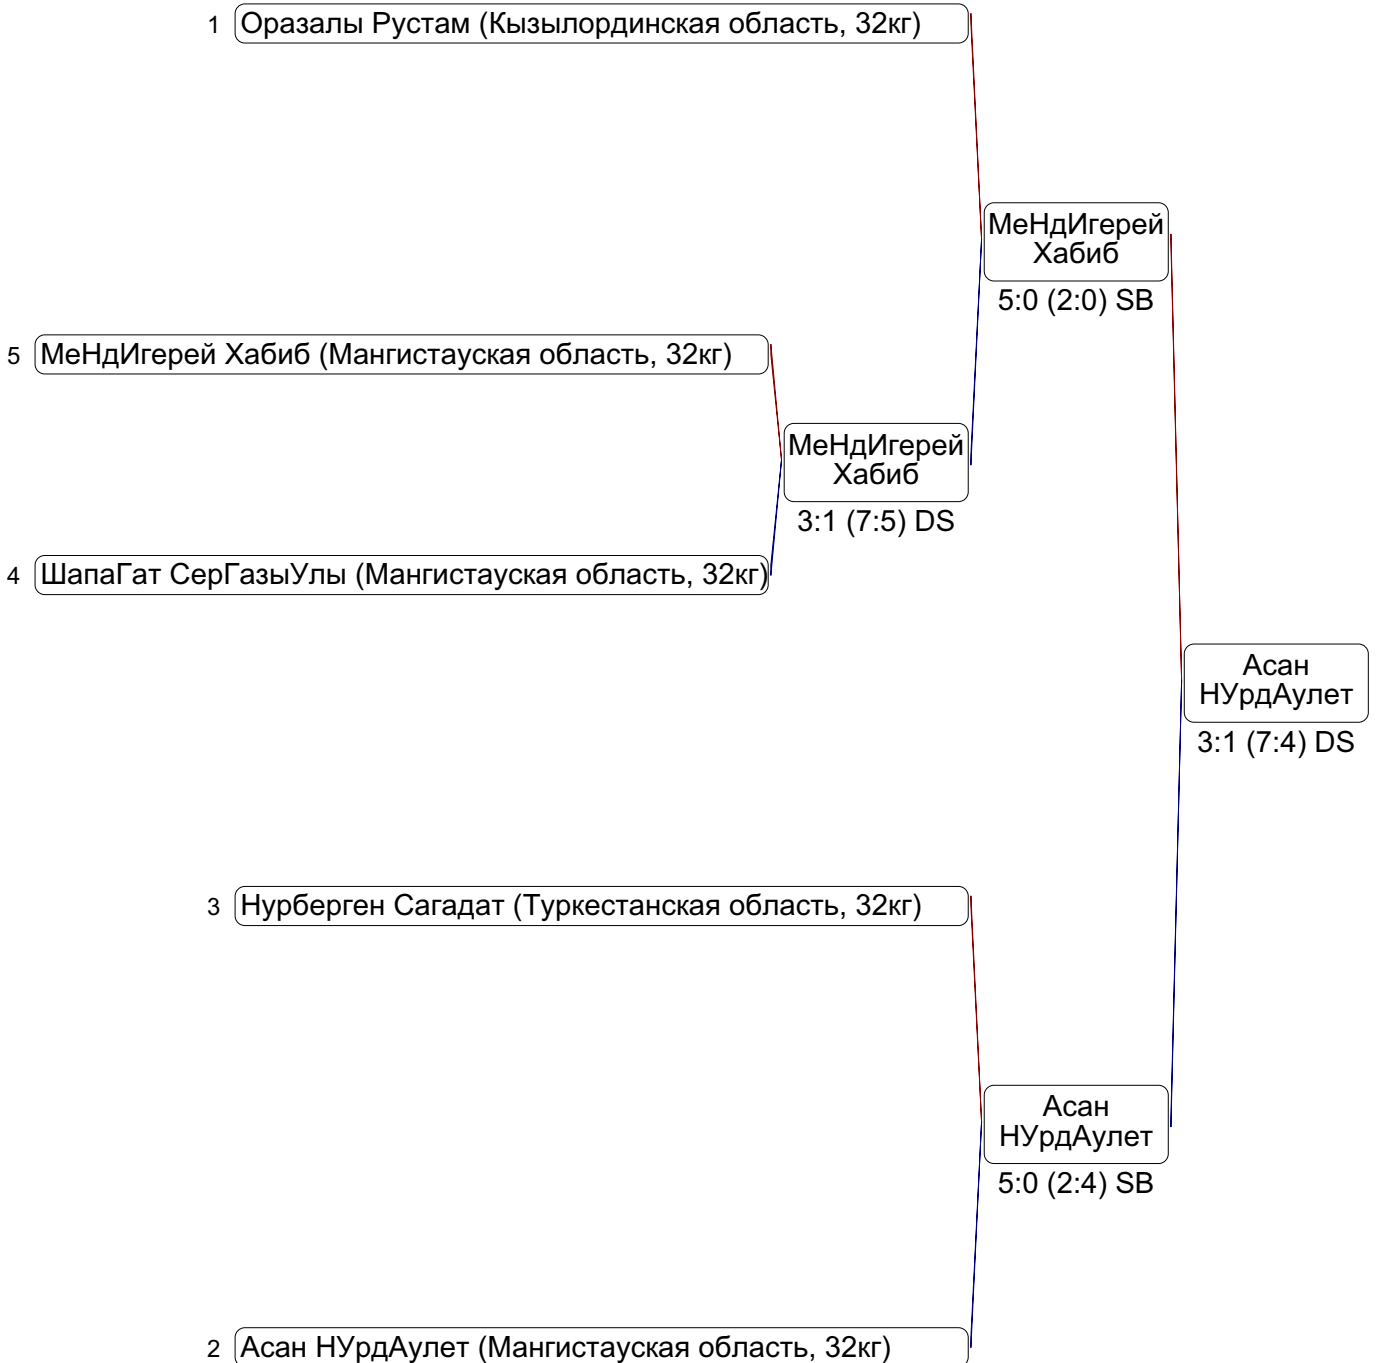 1 Оразалы Рустам (Кызылординская область, 32кг)
МеНдИгерей
Хабиб
5:0 (2:0) SB
5 МеНдИгерей Хабиб (Мангистауская область, 32кг)
МеНдИгерей
Хабиб
3:1 (7:5) DS
4 ШапаГат СерГазыУлы (Мангистауская область, 32кг)
Асан
НУрдАулет
3:1 (7:4) DS
3 Нурберген Сагадат (Туркестанская область, 32кг)
Асан
НУрдАулет
5:0 (2:4) SB
2 Асан НУрдАулет (Мангистауская область, 32кг)